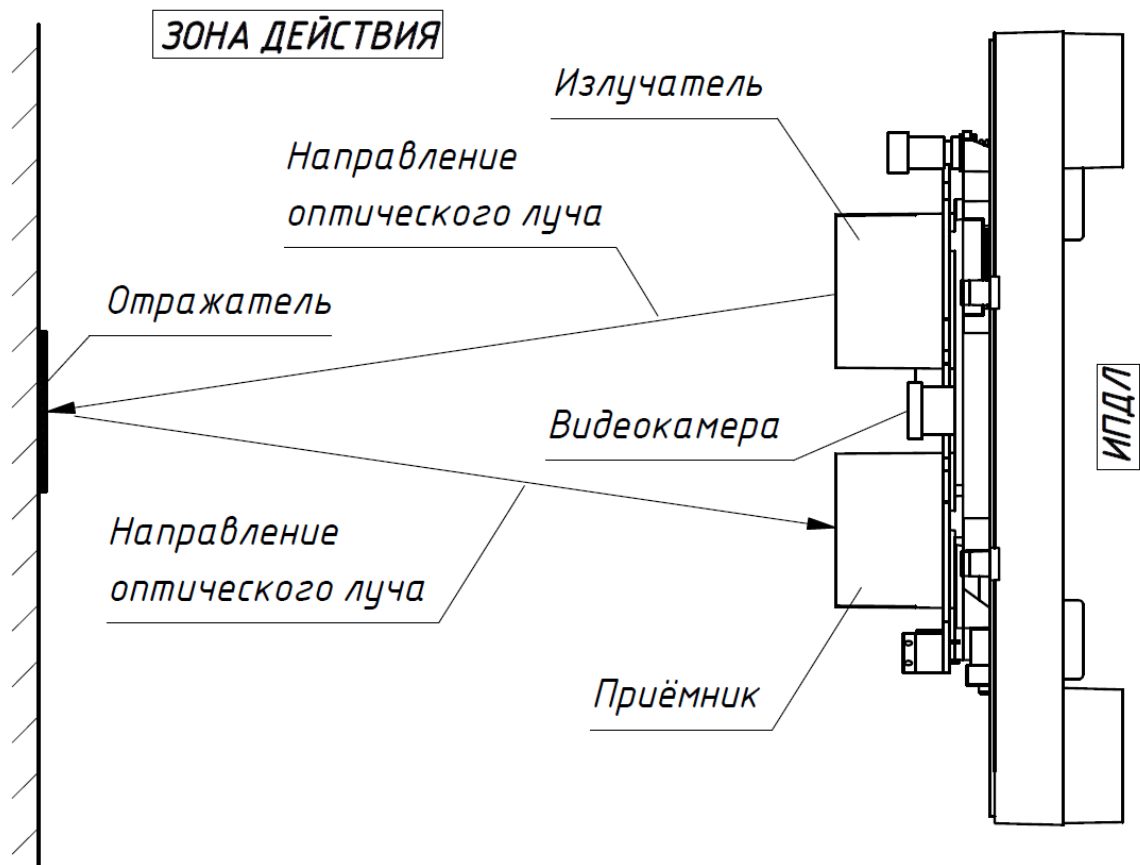 ЗОНА ДЕЙСТВИЯ
Излучатель
Направление
оптического луча
Отражатель
Видеокамера
ИПДЛ
Направление
оптического луча
Приёмник